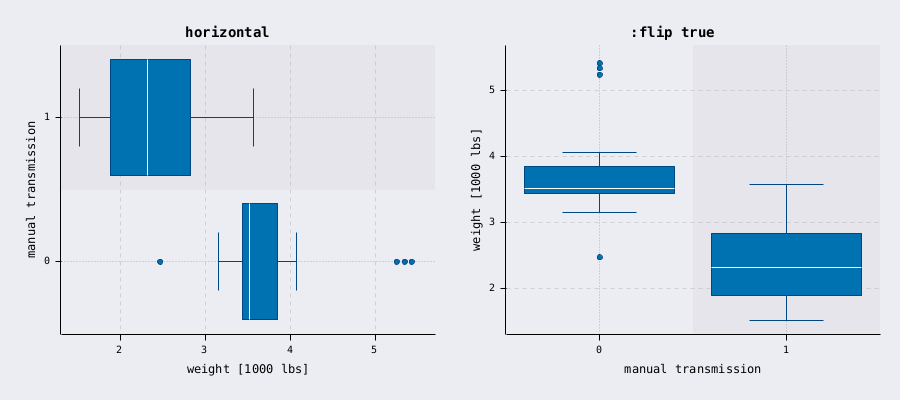 horizontal
manual transmission
1
0
2 3 4 5
weight [1000 lbs]
:flip true
weight [1000 lbs]
5
4
3
2
0 1
manual transmission